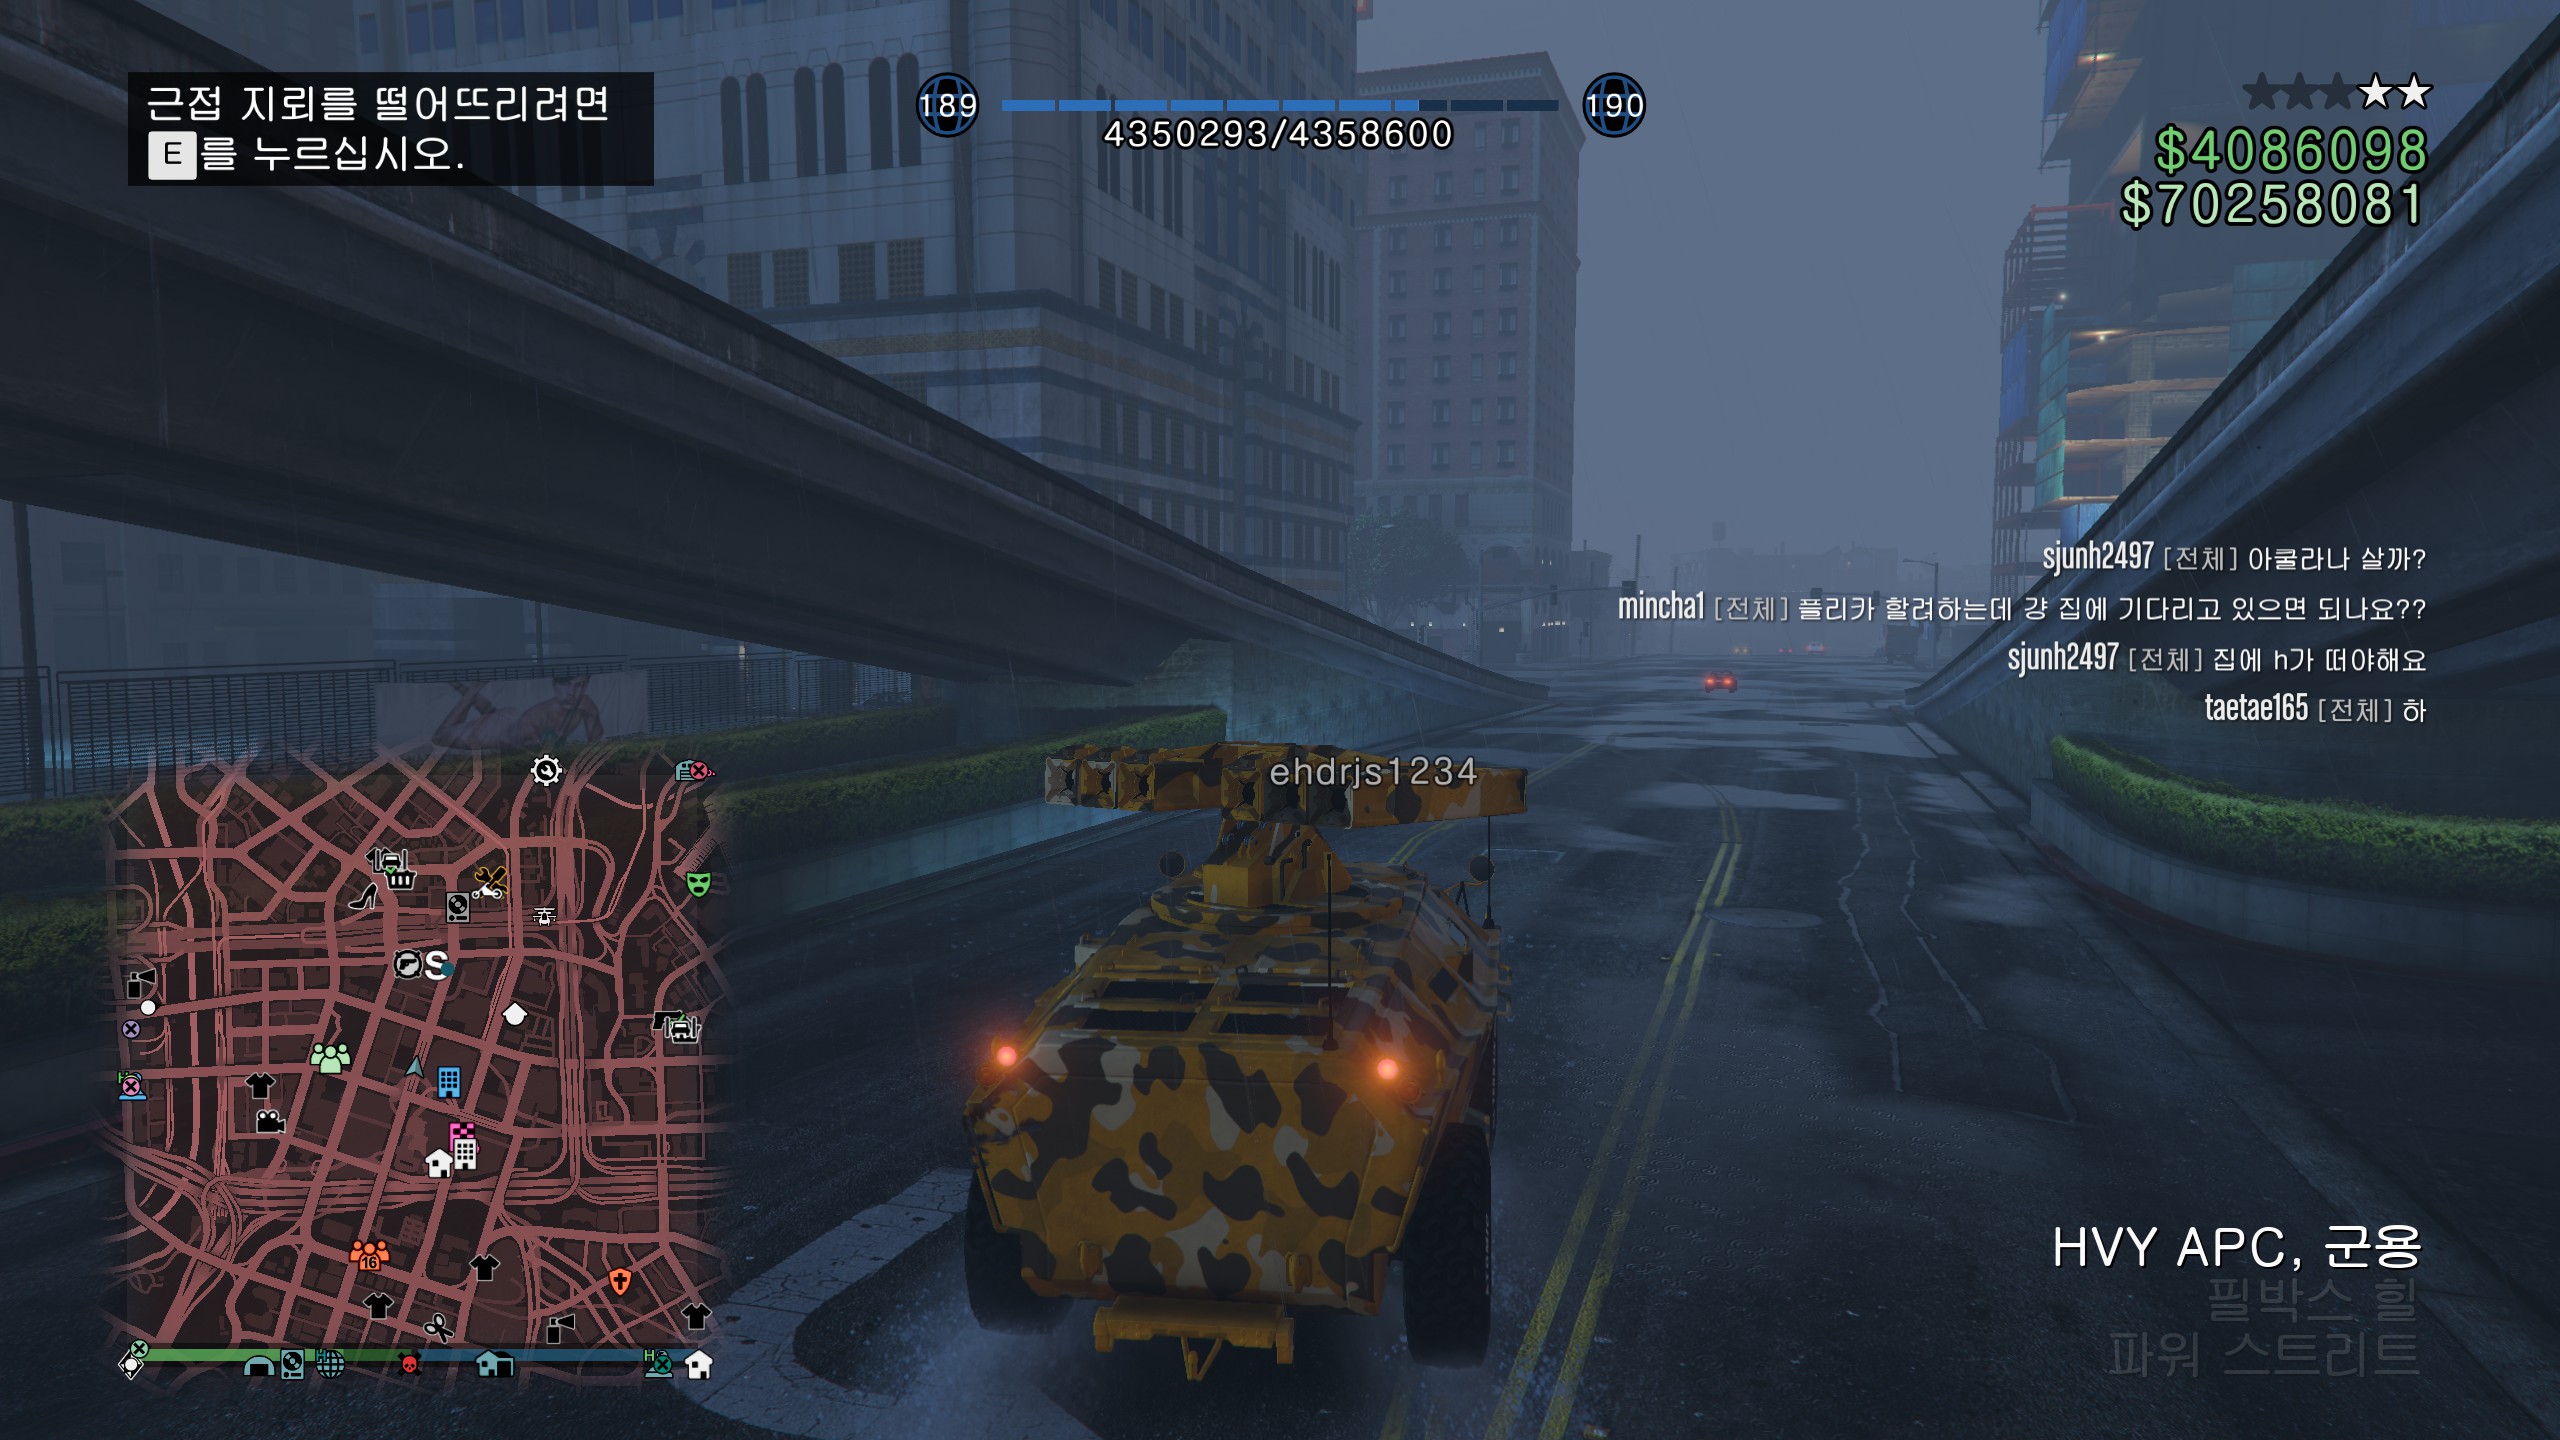 근접 지뢰를 떨어뜨리려면
E를 누르십시오.
189
190
4350293/4358600
$4086098
$70258081
sjunh2497 [전체] 아쿨라나 살까?
mincha1 [전체] 플리카 할려하는데 걍 집에 기다리고 있으면 되나요??
sjunh2497 [전체] 집에 h가 떠야해요
taetae165 [전체] 하
ehdrjs1234
S
H
16
H
HVY APC, 군용
필박스 힐
파워 스트리트